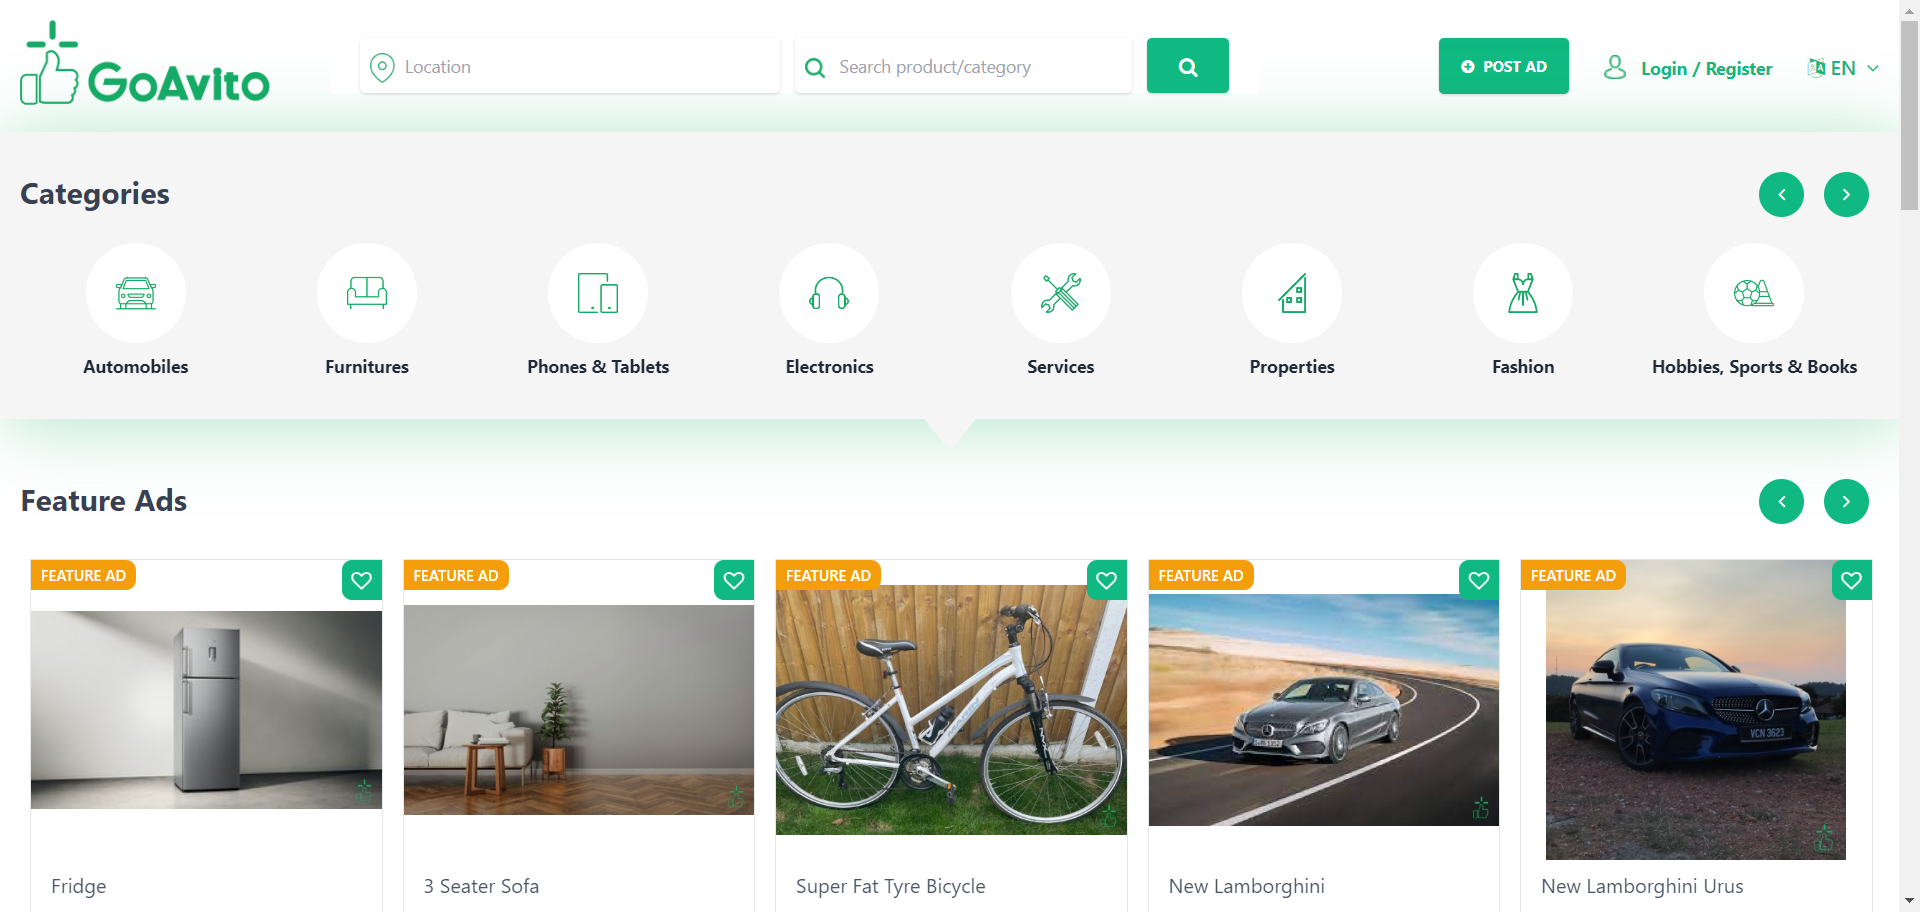 GoAvito
Location
Search product/category
POST AD
Login / Register
EN
Categories
Automobiles
Furnitures
Phones & Tablets
Electronics
Services
Properties
Fashion
Hobbies, Sports & Books
Feature Ads
FEATURE AD
FEATURE AD
FEATURE AD
FEATURE AD
FEATURE AD
VCN 3623
Fridge
3 Seater Sofa
Super Fat Tyre Bicycle
New Lamborghini
New Lamborghini Urus